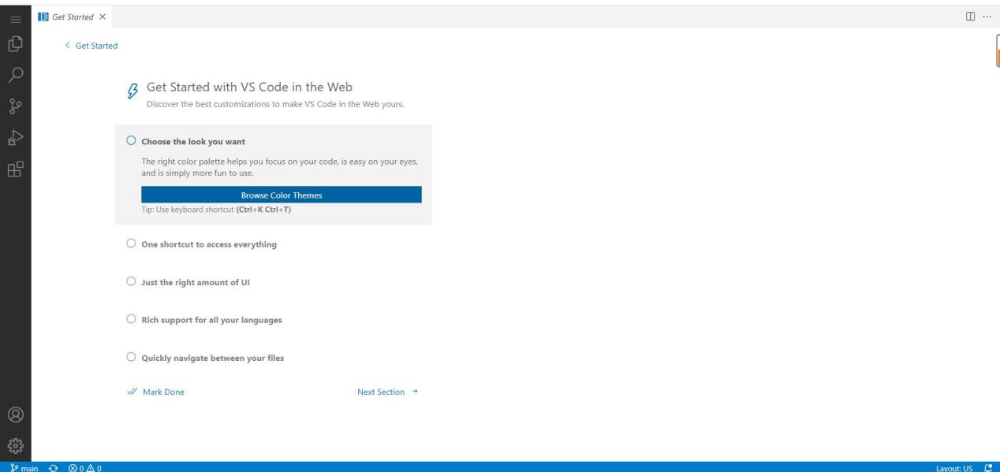 Get Started
Get Started
Get Started with VS Code in the Web
Discover the best customizations to make VS Code in the Web yours.
Choose the look you want
The right color palette helps you focus on your code, is easy on your eyes,
and is simply more fun to use.
Browse Color Themes
Tip: Use keyboard shortcut (Ctrl+K Ctrl+T)
One shortcut to access everything
Just the right amount of UI
Rich support for all your languages
Quickly navigate between your files
Mark Done Next Section
main 0 0 Layout: US